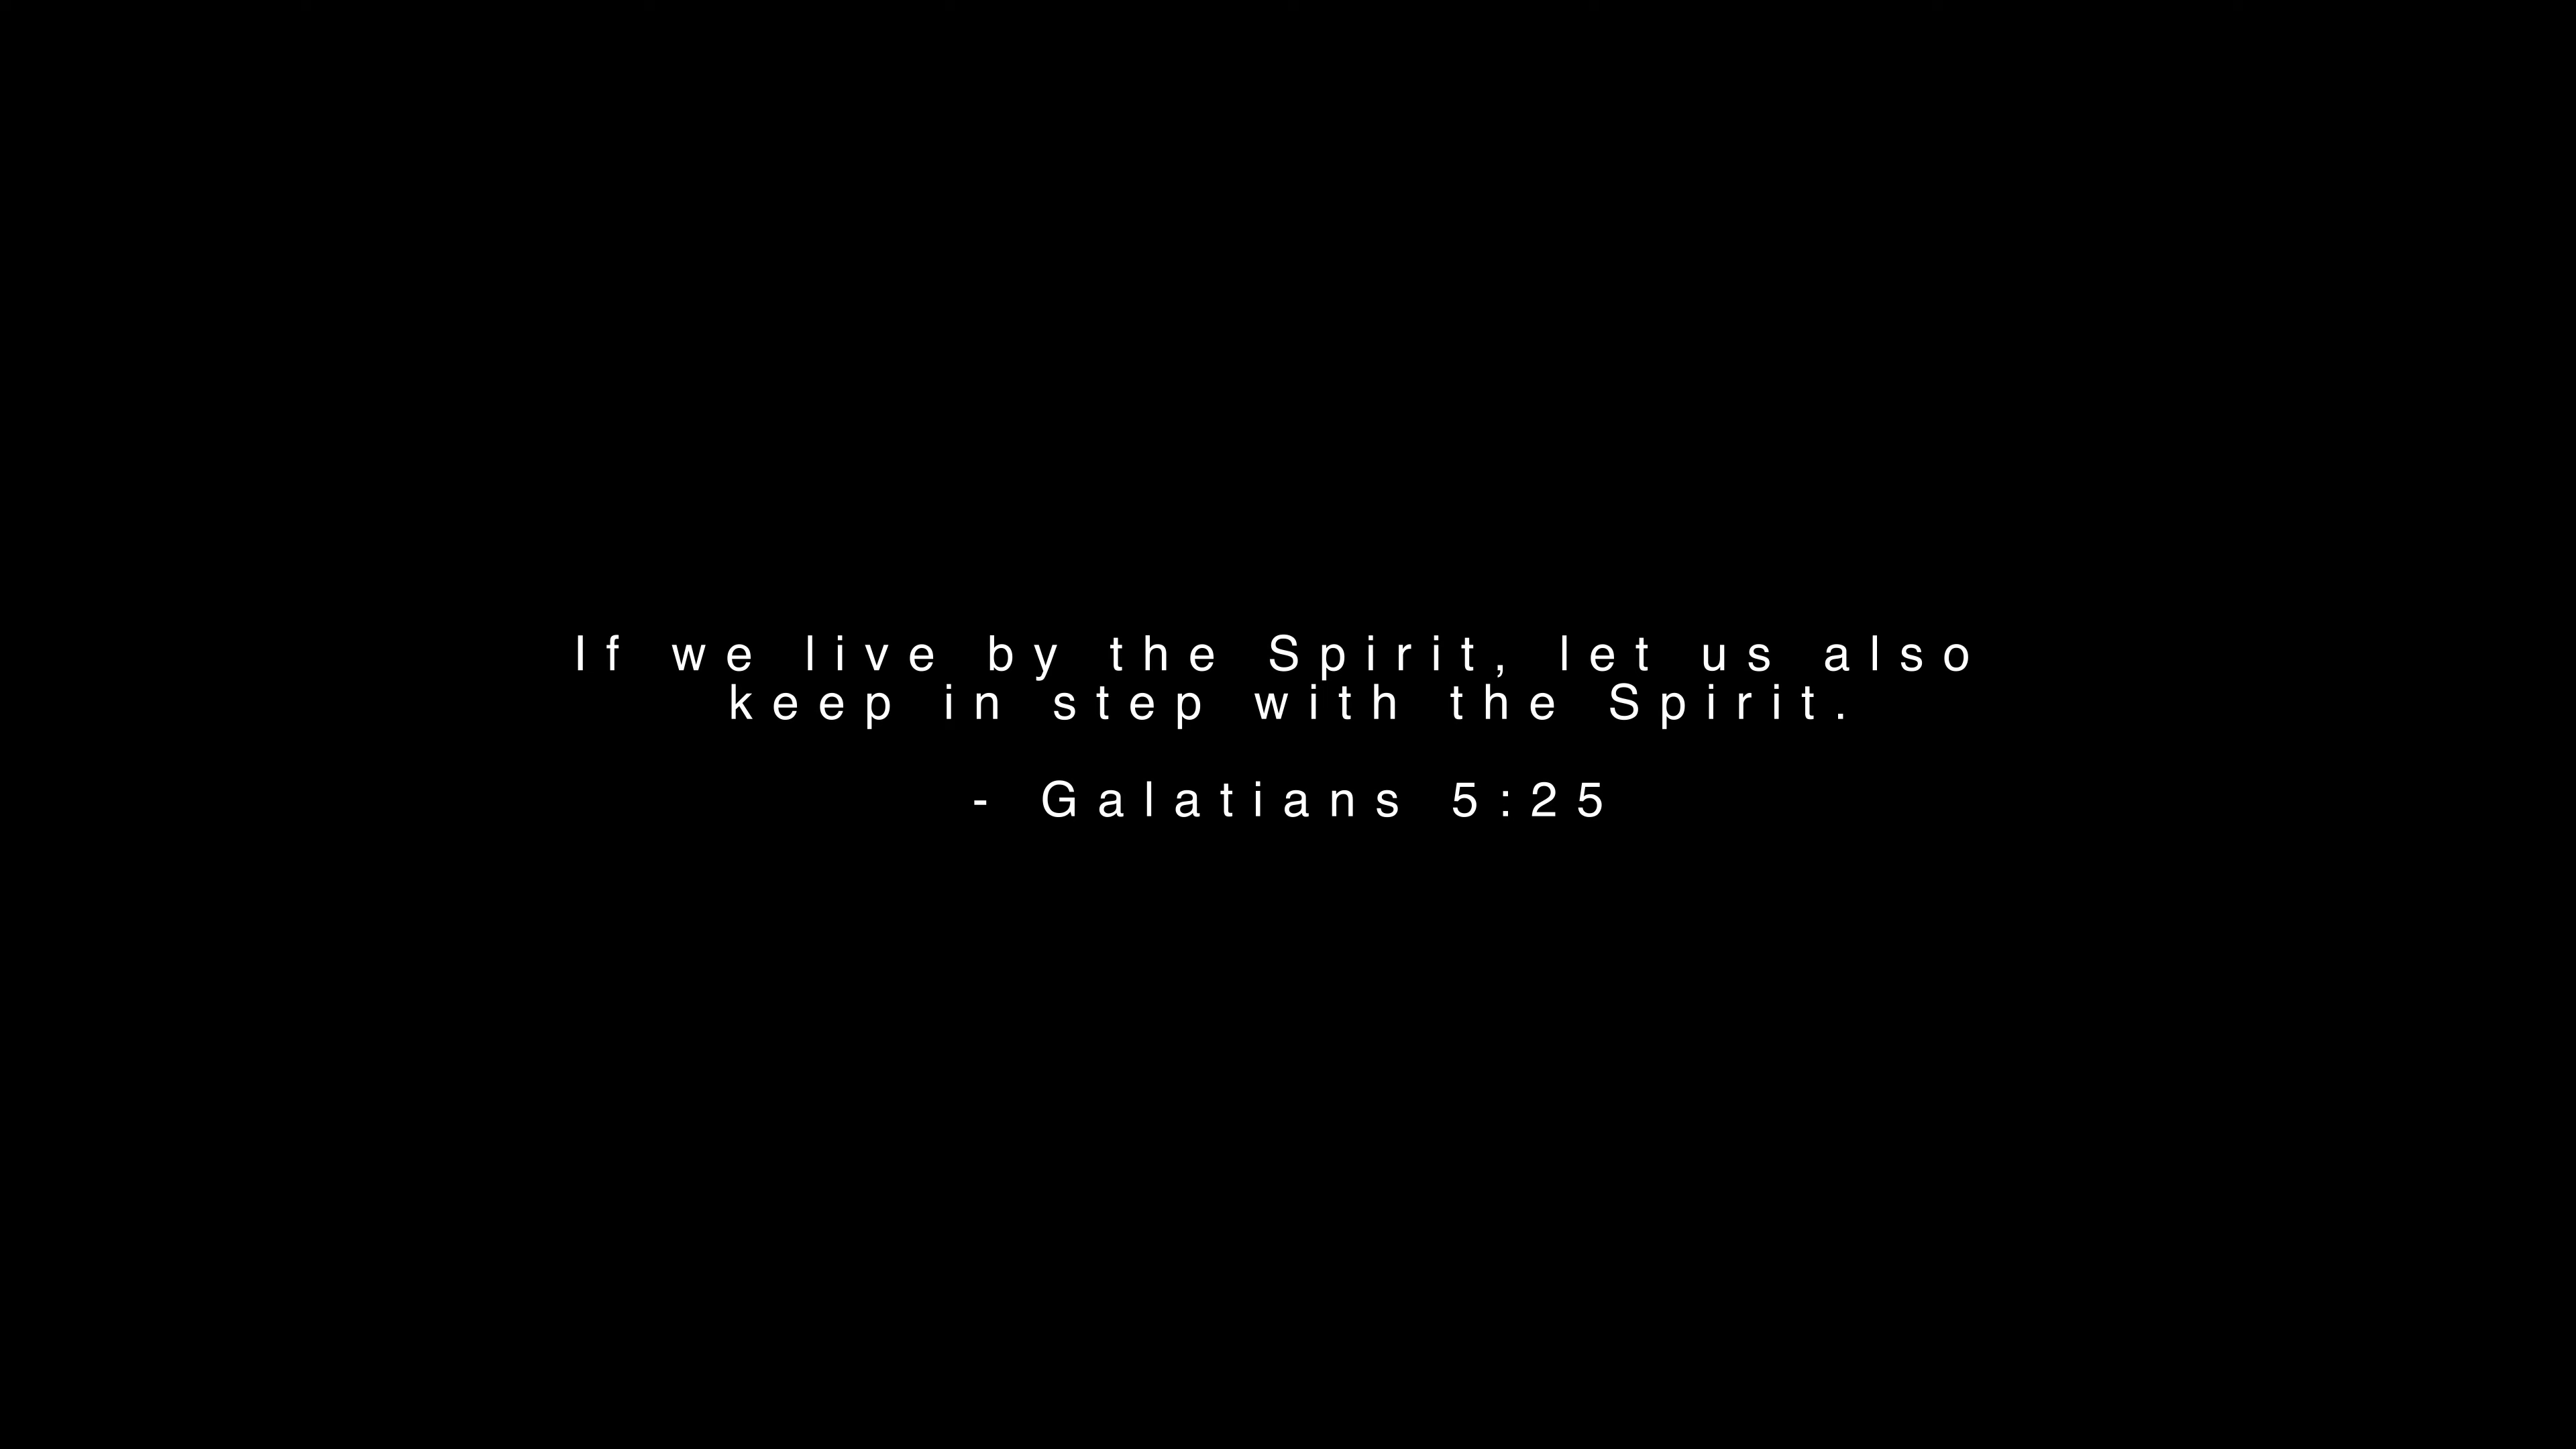 If we live by the Spirit, let us also
keep in step with the Spirit.
- Galatians 5:25